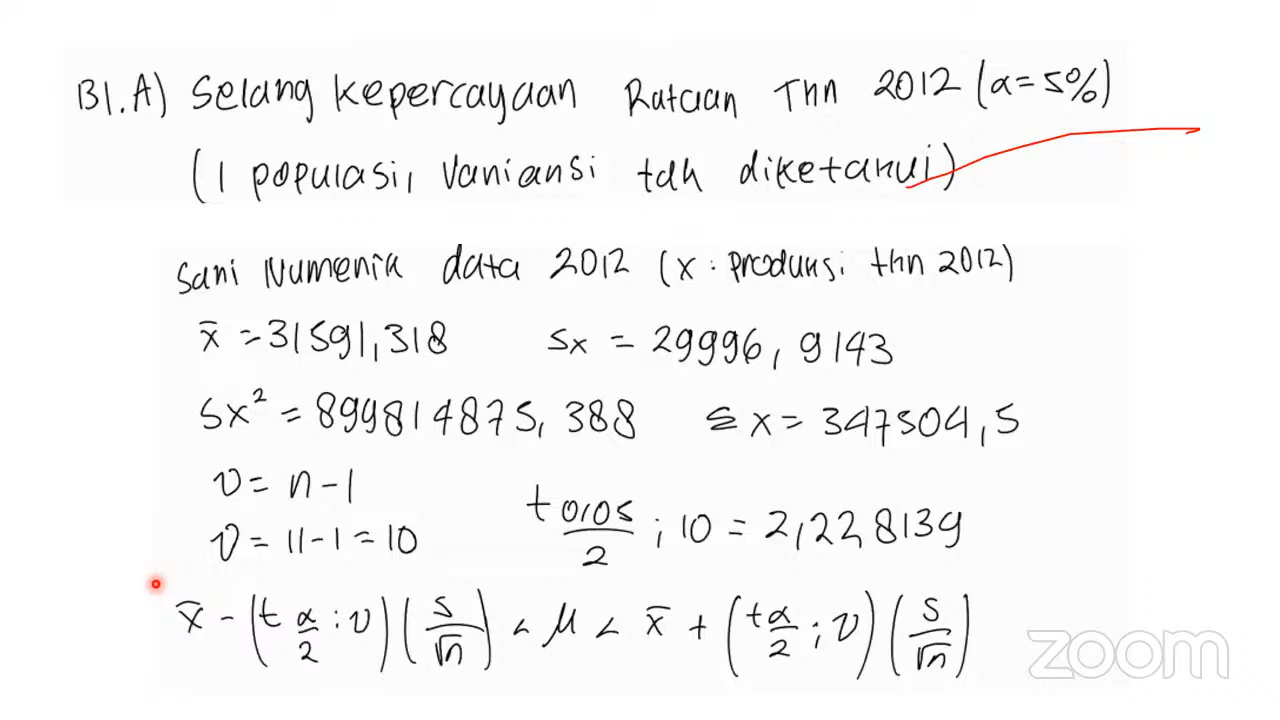 B1.A) Selang kepercayaan Rataan Thn 2012 (α=5%)
(1 populasi, Variansi tak diketahui)
Sari Numerik data 2012 (x : produksi thn 2012)
x̄ = 31591,318 sx = 29996,9143
sx² = 899814875,388 Σx = 347504,5
v = n-1
v = 11-1 = 10 t 0,05/2 ; 10 = 2,228139
x̄ - (t α/2 ; v) (s/√n) < μ < x̄ + (t α/2 ; v) (s/√n)
zoom